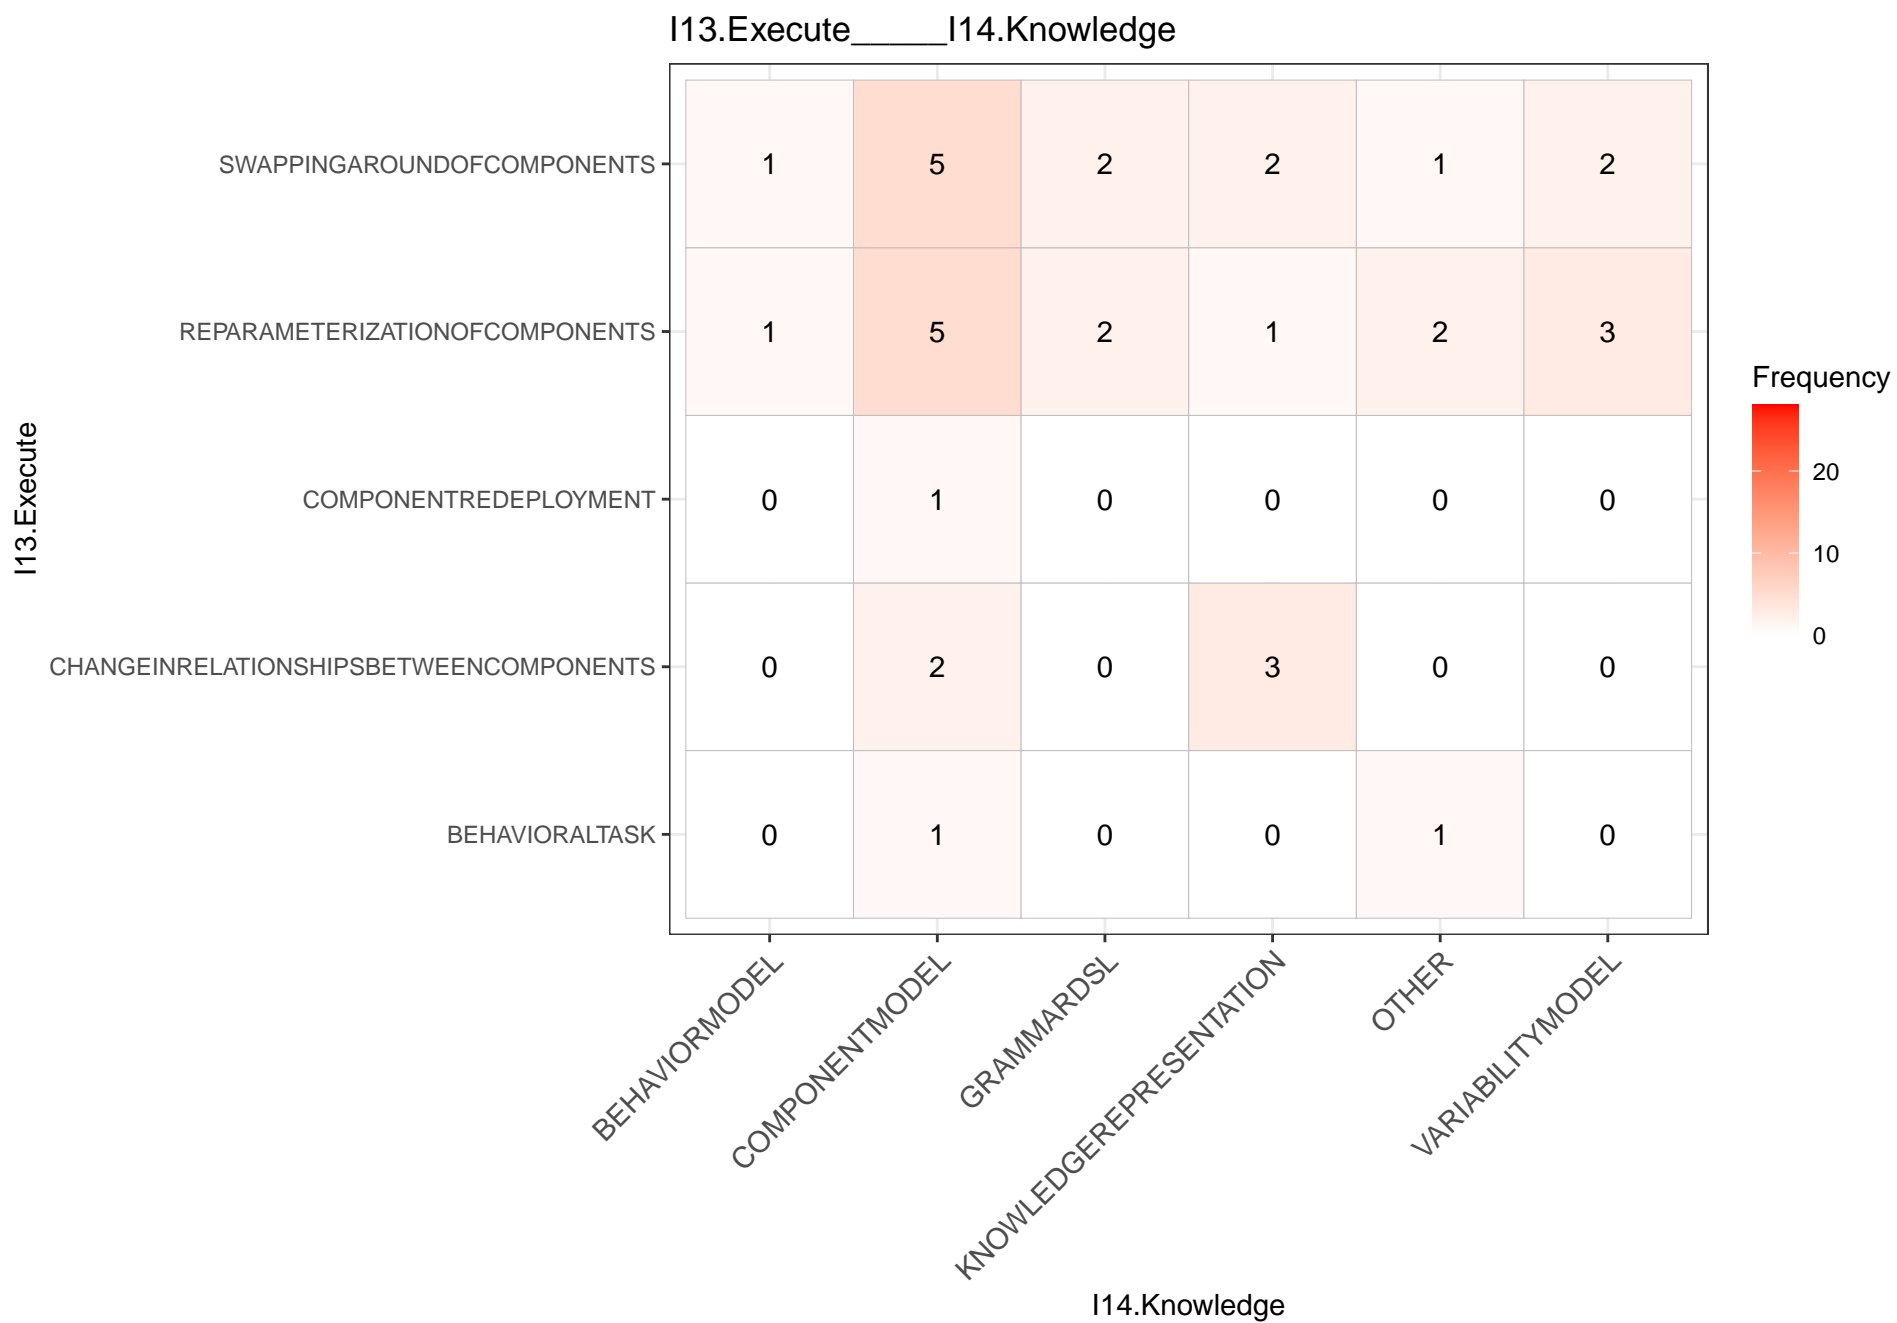 I13.Execute_____I14.Knowledge
I13.Execute
SWAPPINGAROUNDOFCOMPONENTS 1 5 2 2 1 2
REPARAMETERIZATIONOFCOMPONENTS 1 5 2 1 2 3
COMPONENTREDEPLOYMENT 0 1 0 0 0 0
CHANGEINRELATIONSHIPSBETWEENCOMPONENTS 0 2 0 3 0 0
BEHAVIORALTASK 0 1 0 0 1 0
BEHAVIORMODEL
COMPONENTMODEL
GRAMMARDSL
KNOWLEDGEREPRESENTATION
OTHER
VARIABILITYMODEL
I14.Knowledge
Frequency
20
10
0